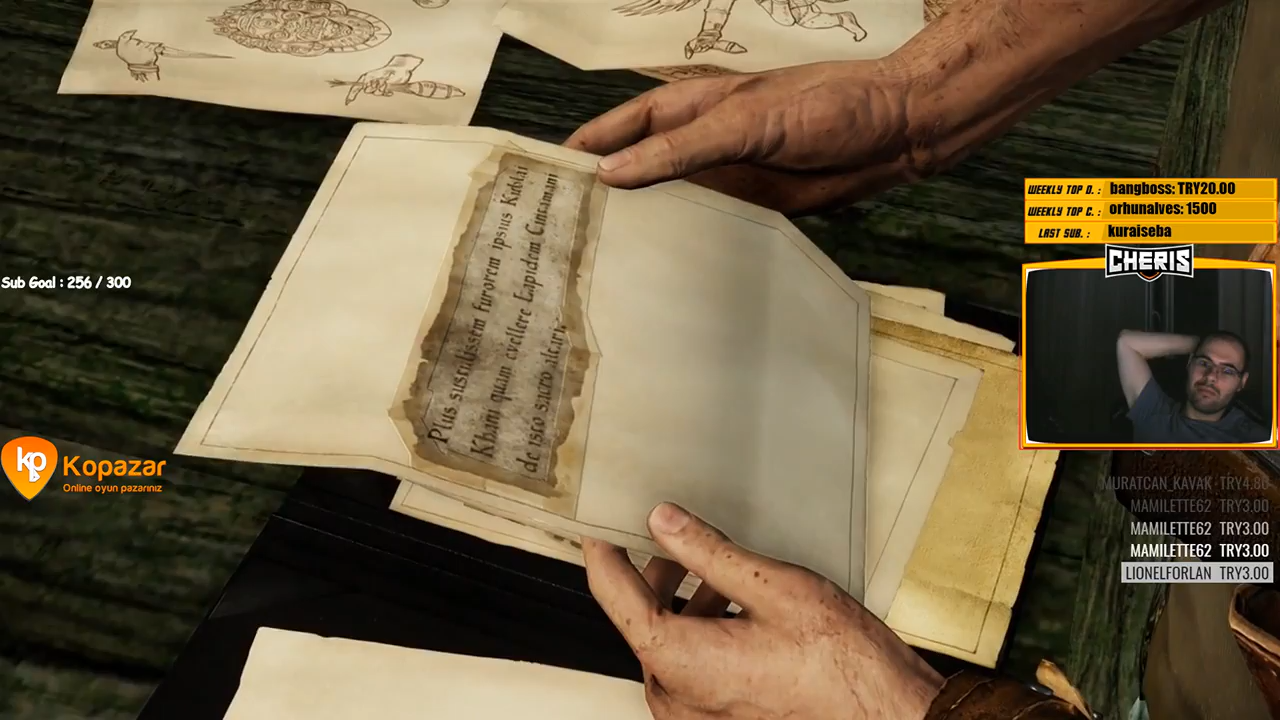 Plus sustulissem furorem ipsius Kublai
Khani quam evellere Lapidem Cintamani
de isto sacro altari.
Sub Goal : 256 / 300
kp
Kopazar
Online oyun pazarınız
WEEKLY TOP D. : bangboss: TRY20.00
WEEKLY TOP C. : orhunalves: 1500
LAST SUB. : kuraiseba
CHERIS
MURATCAN_KAVAK TRY4.80
MAMILETTE62 TRY3.00
MAMILETTE62 TRY3.00
MAMILETTE62 TRY3.00
LIONELFORLAN TRY3.00